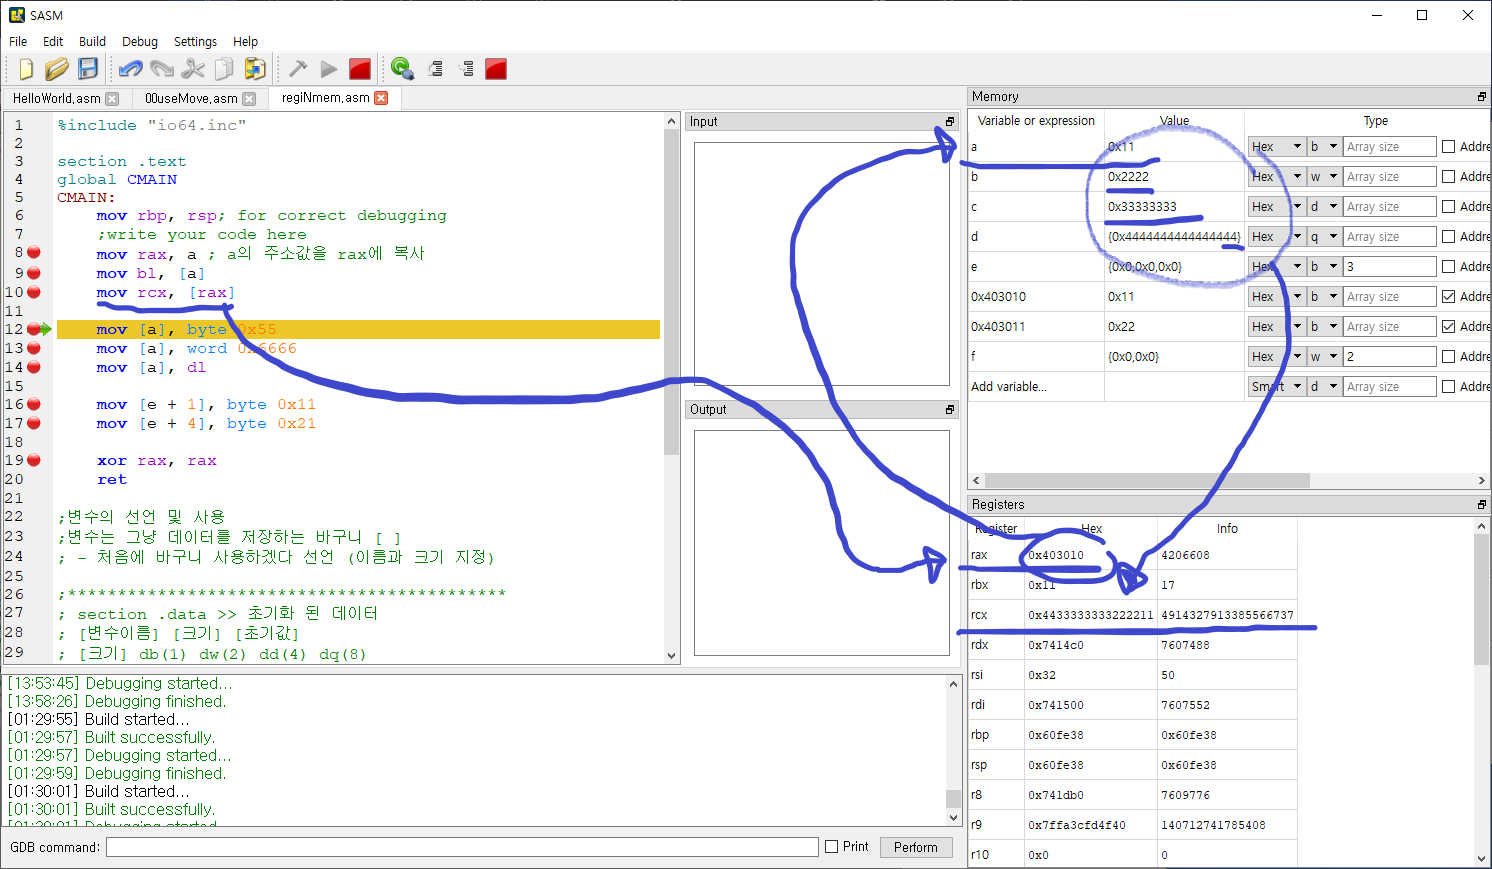 SASM
File Edit Build Debug Settings Help
HelloWorld.asm 00useMove.asm regiNmem.asm
1 %include "io64.inc"
2
3 section .text
4 global CMAIN
5 CMAIN:
6 mov rbp, rsp; for correct debugging
7 ;write your code here
8 mov rax, a ; a의 주소값을 rax에 복사
9 mov bl, [a]
10 mov rcx, [rax]
11
12 mov [a], byte 0x55
13 mov [a], word 0x6666
14 mov [a], dl
15
16 mov [e + 1], byte 0x11
17 mov [e + 4], byte 0x21
18
19 xor rax, rax
20 ret
21
22 ;변수의 선언 및 사용
23 ;변수는 그냥 데이터를 저장하는 바구니 [ ]
24 ; - 처음에 바구니 사용하겠다 선언 (이름과 크기 지정)
25
26 ;********************************************
27 ; section .data >> 초기화 된 데이터
28 ; [변수이름] [크기] [초기값]
29 ; [크기] db(1) dw(2) dd(4) dq(8)
Input
Output
Memory
Variable or expression Value Type
a 0x11 Hex b Array size Addre
b 0x2222 Hex w Array size Addre
c 0x33333333 Hex d Array size Addre
d {0x4444444444444444} Hex q Array size Addre
e {0x0,0x0,0x0} Hex b 3 Addre
0x403010 0x11 Hex b Array size Addre
0x403011 0x22 Hex b Array size Addre
f {0x0,0x0} Hex w 2 Addre
Add variable... Smart d Array size Addre
Registers
Register Hex Info
rax 0x403010 4206608
rbx 0x11 17
rcx 0x4433333333222211 4914327913385566737
rdx 0x7414c0 7607488
rsi 0x32 50
rdi 0x741500 7607552
rbp 0x60fe38 0x60fe38
rsp 0x60fe38 0x60fe38
r8 0x741db0 7609776
r9 0x7ffa3cfd4f40 140712741785408
r10 0x0 0
[13:53:45] Debugging started...
[13:58:26] Debugging finished.
[01:29:55] Build started...
[01:29:57] Built successfully.
[01:29:57] Debugging started...
[01:29:59] Debugging finished.
[01:30:01] Build started...
[01:30:01] Built successfully.
GDB command: Print Perform